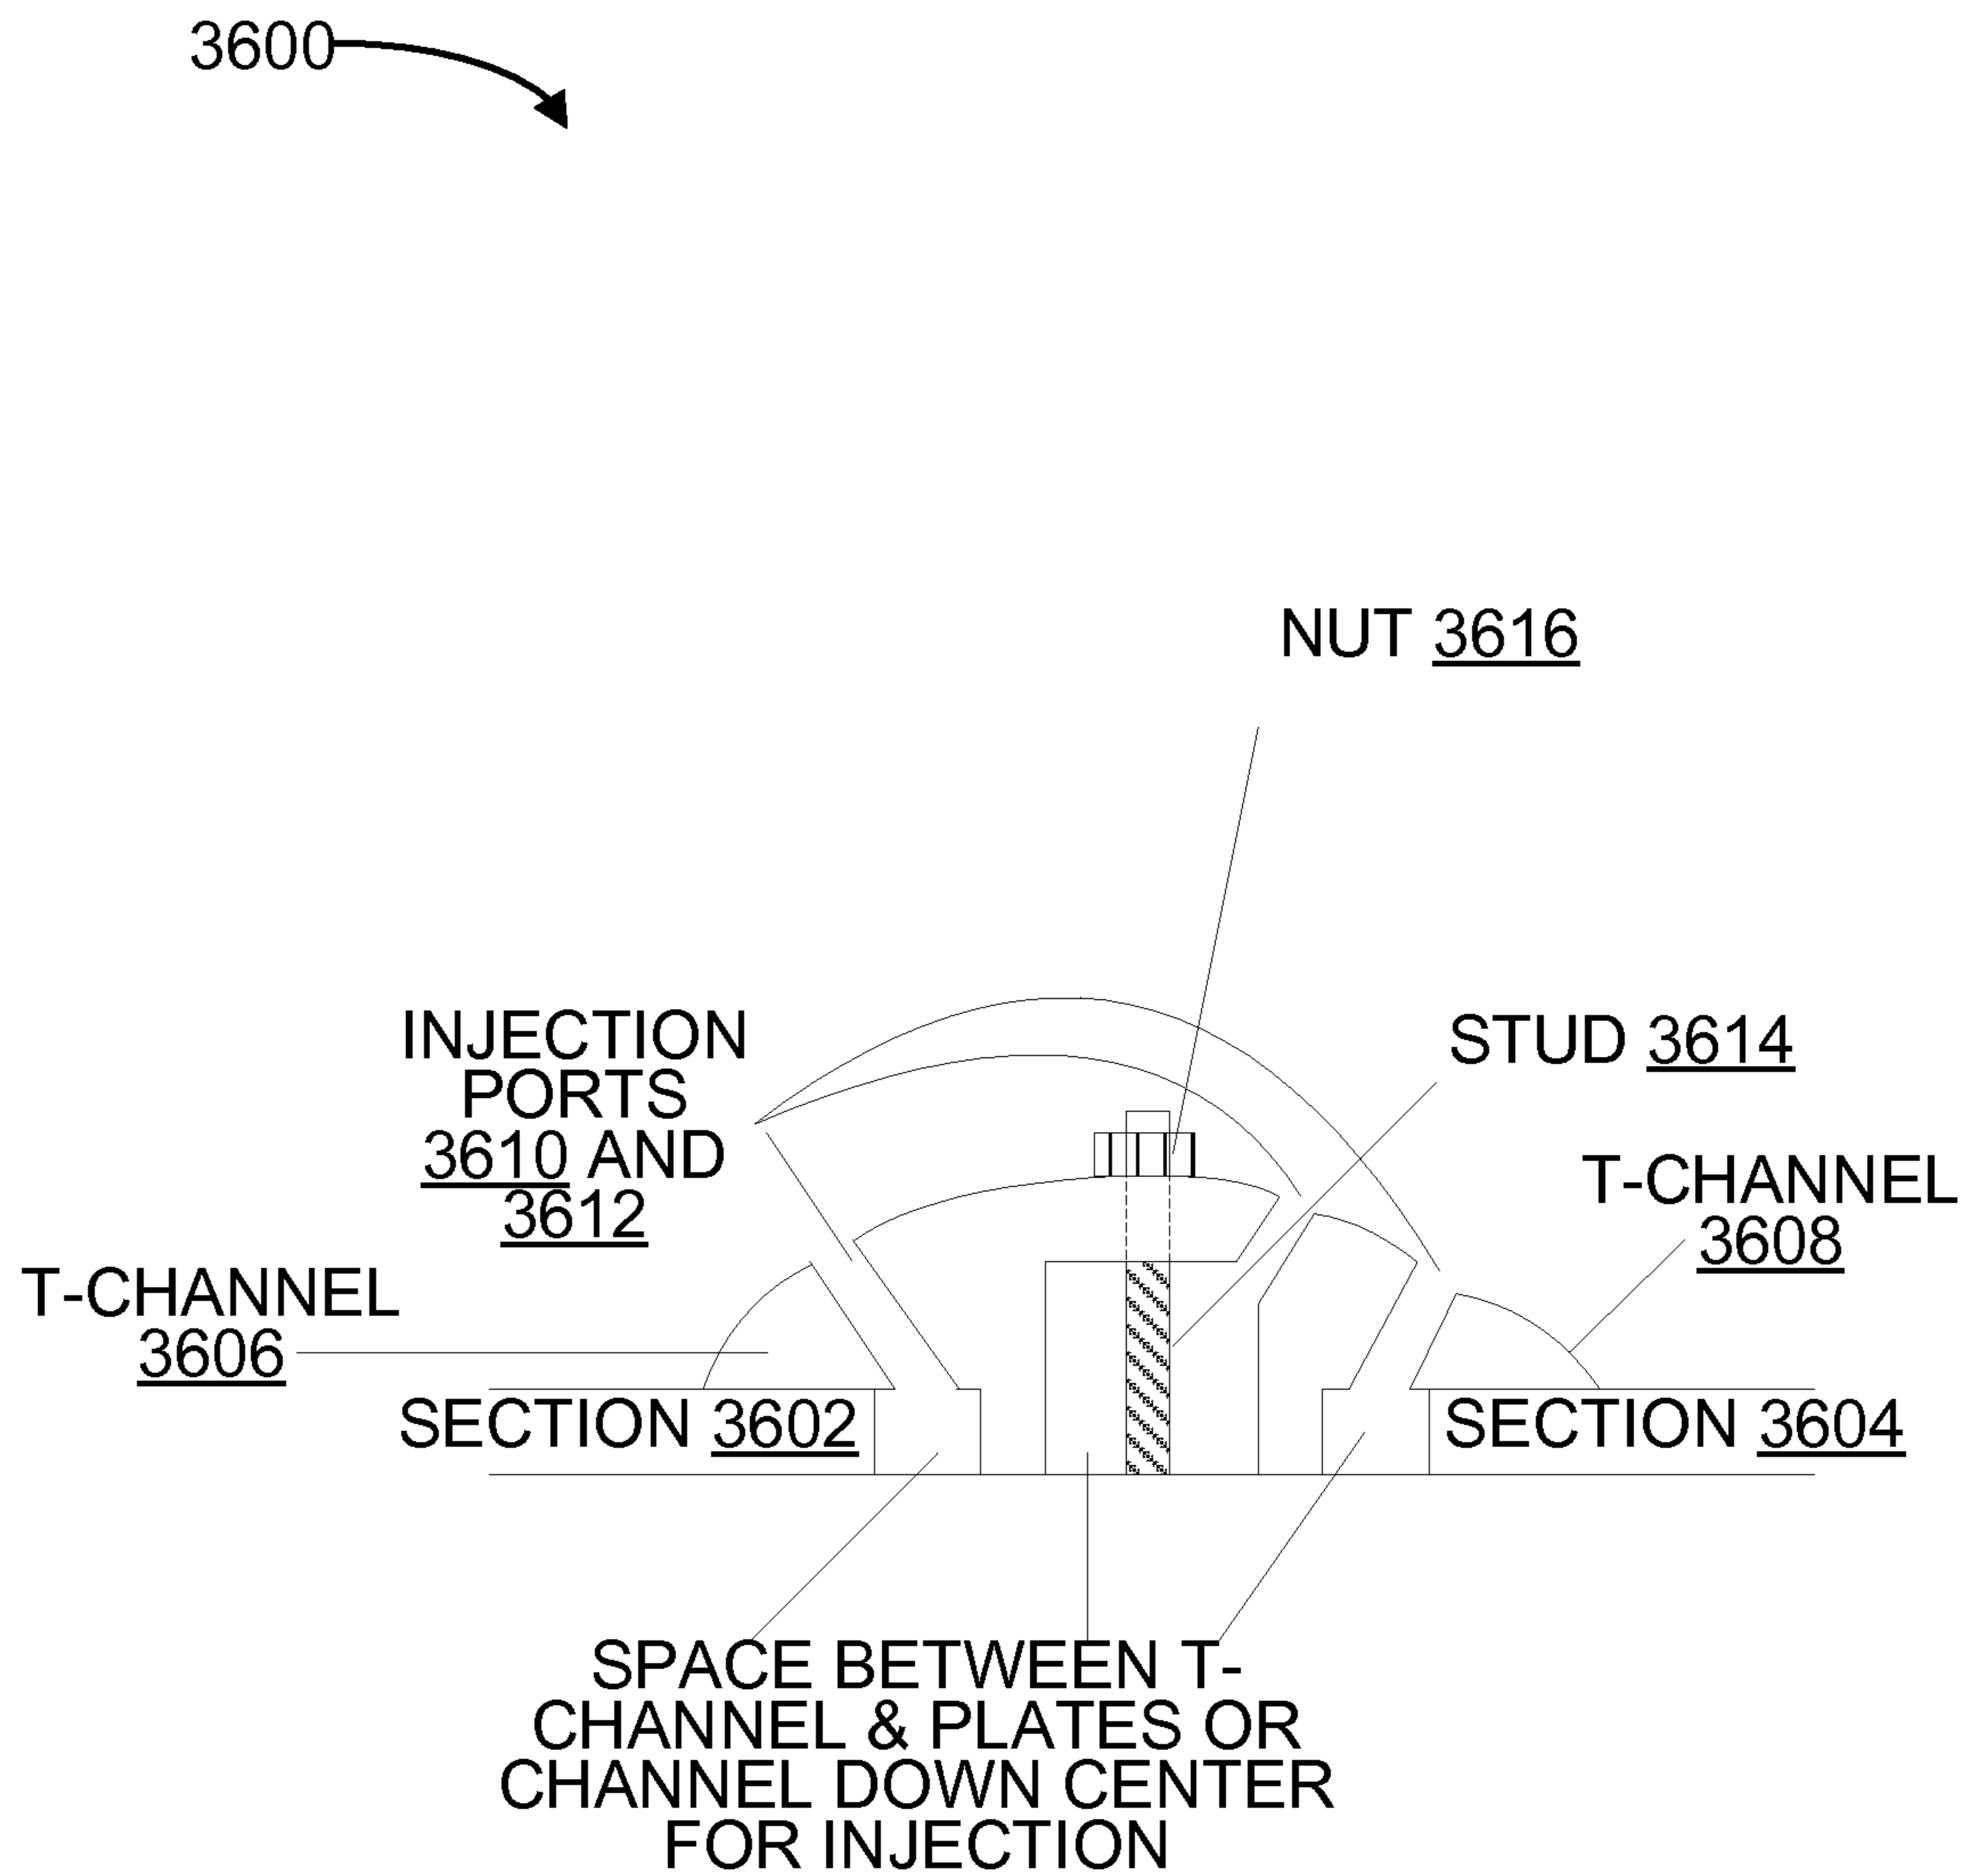 3600
NUT 3616
INJECTION
PORTS
3610 AND
3612
STUD 3614
T-CHANNEL
3608
T-CHANNEL
3606
SECTION 3602
SECTION 3604
SPACE BETWEEN T-
CHANNEL & PLATES OR
CHANNEL DOWN CENTER
FOR INJECTION